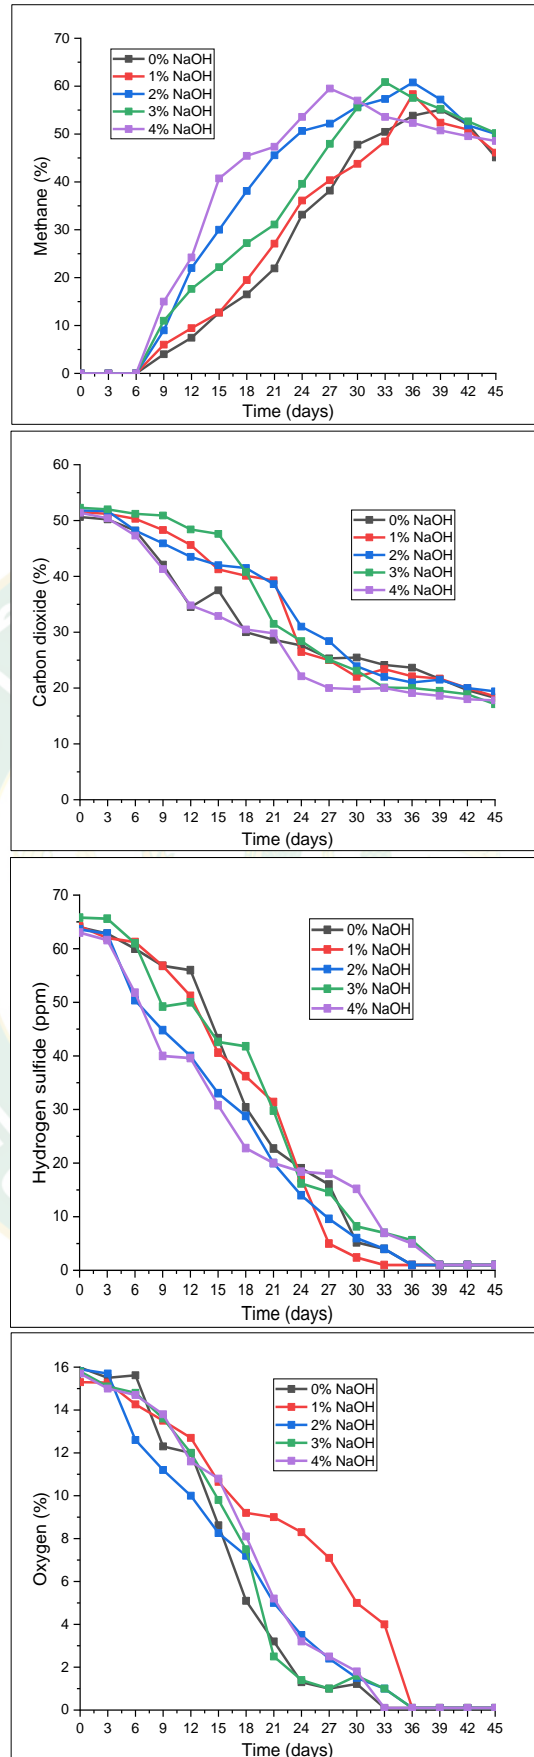 70
60
50
40
30
20
10
0
Methane (%)
0% NaOH
1% NaOH
2% NaOH
3% NaOH
4% NaOH
0 3 6 9 12 15 18 21 24 27 30 33 36 39 42 45
Time (days)
60
50
40
30
20
10
0
Carbon dioxide (%)
0% NaOH
1% NaOH
2% NaOH
3% NaOH
4% NaOH
0 3 6 9 12 15 18 21 24 27 30 33 36 39 42 45
Time (days)
70
60
50
40
30
20
10
0
Hydrogen sulfide (ppm)
0% NaOH
1% NaOH
2% NaOH
3% NaOH
4% NaOH
0 3 6 9 12 15 18 21 24 27 30 33 36 39 42 45
Time (days)
16
14
12
10
8
6
4
2
0
Oxygen (%)
0% NaOH
1% NaOH
2% NaOH
3% NaOH
4% NaOH
0 3 6 9 12 15 18 21 24 27 30 33 36 39 42 45
Time (days)